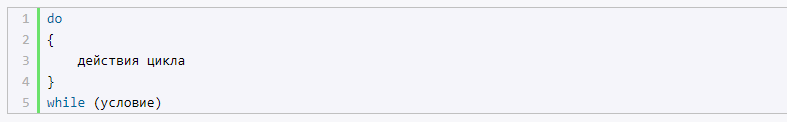 1 do
2 {
3     действия цикла
4 }
5 while (условие)